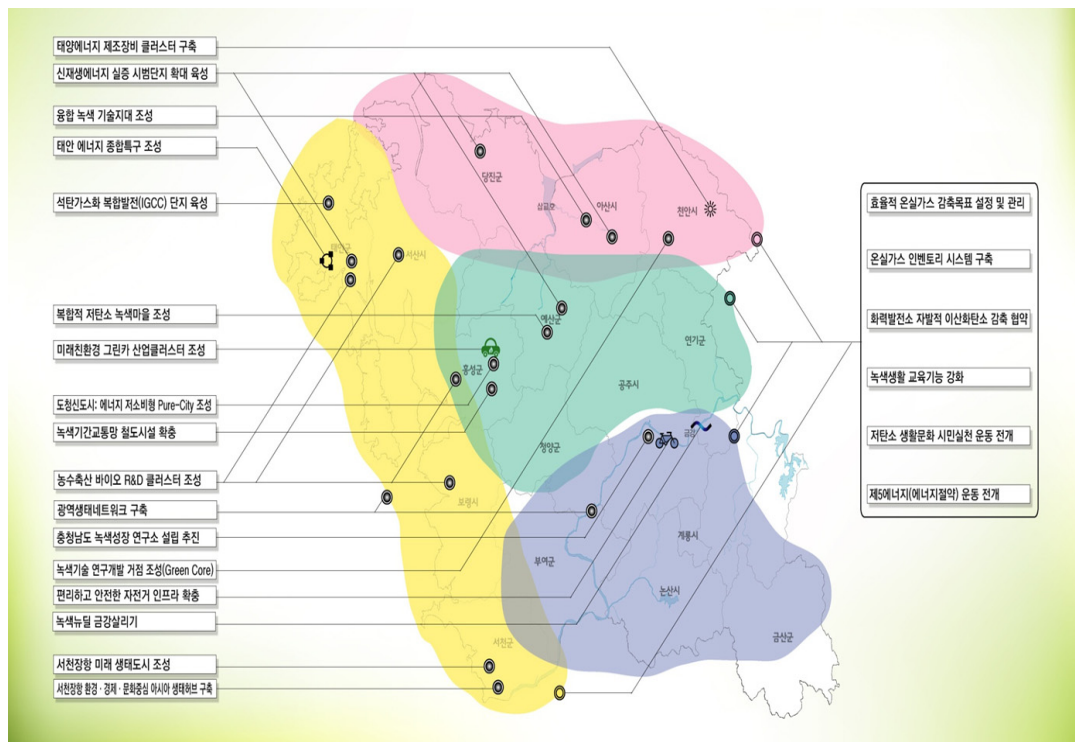 태양에너지 제조장비 클러스터 구축
신재생에너지 실증 시범단지 확대 육성
융합 녹색 기술지대 조성
태안 에너지 종합특구 조성
석탄가스화 복합발전(IGCC) 단지 육성
복합적 저탄소 녹색마을 조성
미래친환경 그린카 산업클러스터 조성
도청신도시: 에너지 저소비형 Pure-City 조성
녹색기간교통망 철도시설 확충
농수축산 바이오 R&D 클러스터 조성
광역생태네트워크 구축
충청남도 녹색성장 연구소 설립 추진
녹색기술 연구개발 거점 조성(Green Core)
편리하고 안전한 자전거 인프라 확충
녹색뉴딜 금강살리기
서천장항 미래 생태도시 조성
서천장항 환경·경제·문화중심 아시아 생태허브 구축
당진군
삽교호
아산시
천안시
태안군
서산시
예산군
연기군
홍성군
공주시
청양군
금강
보령시
부여군
계룡시
논산시
서천군
금산군
효율적 온실가스 감축목표 설정 및 관리
온실가스 인벤토리 시스템 구축
화력발전소 자발적 이산화탄소 감축 협약
녹색생활 교육기능 강화
저탄소 생활문화 시민실천 운동 전개
제5에너지(에너지절약) 운동 전개